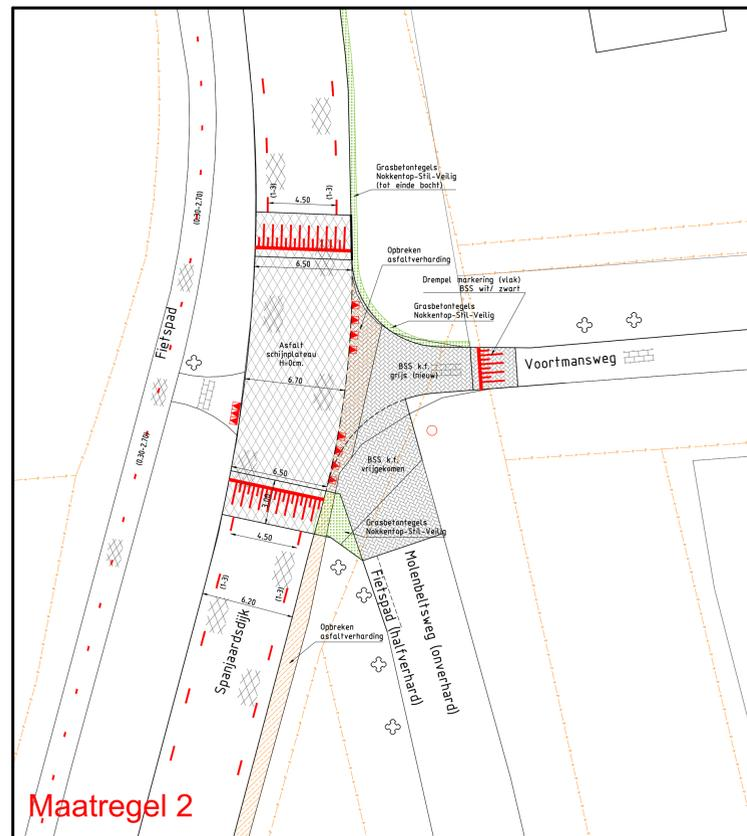 Grasbetontegels
Nokkentop-Stil-Veilig
(tot einde bocht)
(0.30-2.70)
(1-3)
4.50
(1-3)
Opbreken
asfaltverharding
6.50
Drempel markering (vlak)
BSS wit/ zwart
Grasbetontegels
Nokkentop-Stil-Veilig
Fietspad
Asfalt
schijnplateau
H=0cm.
BSS k.f.
grijs (nieuw)
Voortmansweg
6.70
(0.30-2.70)
BSS k.f.
vrijgekomen
6.50
3.00
Grasbetontegels
Nokkentop-Stil-Veilig
4.50
(1-3)
(1-3)
6.20
Fietspad (halfverhard)
Molenbeltsweg (onverhard)
Opbreken
asfaltverharding
Spanjaardsdijk
Maatregel 2